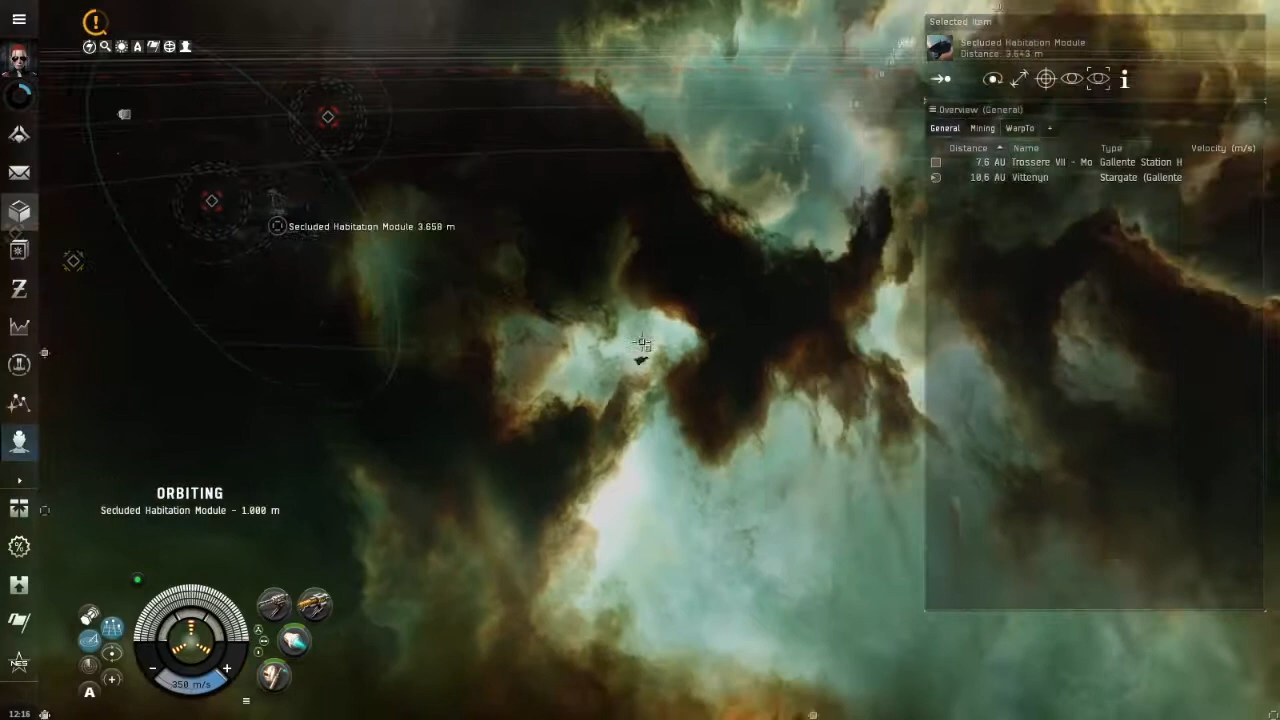 Selected Item
Secluded Habitation Module
Distance: 3.643 m
Overview (General)
General Mining WarpTo +
Distance Name Type Velocity (m/s)
7.6 AU Trossere VII - Mo Gallente Station H
10.6 AU Vittenyn Stargate (Gallente
Secluded Habitation Module 3.658 m
ORBITING
Secluded Habitation Module - 1.000 m
350 m/s
A
A
NES
12:16